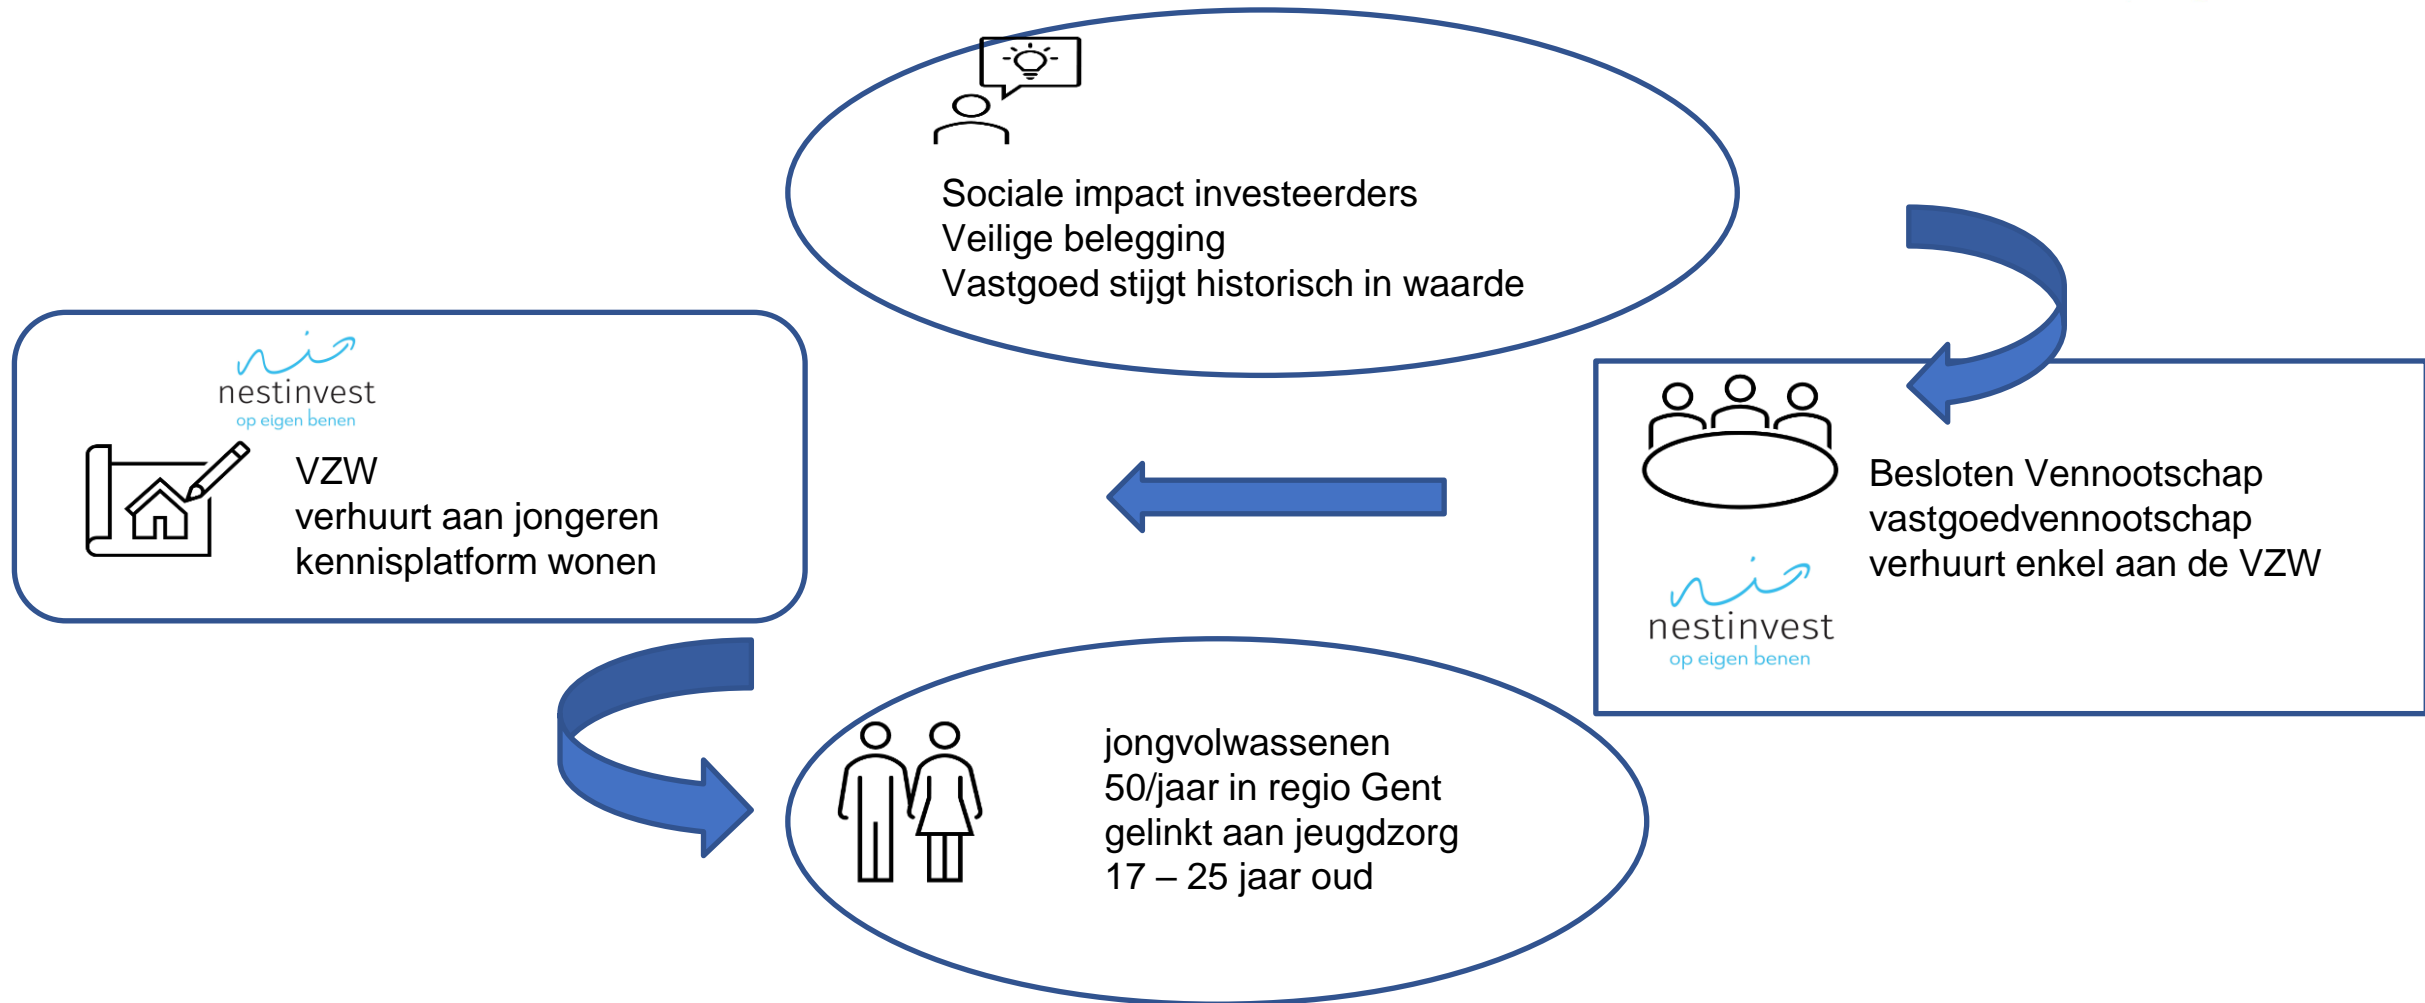 Sociale impact investeerders
Veilige belegging
Vastgoed stijgt historisch in waarde
nestinvest
op eigen benen
VZW
verhuurt aan jongeren
kennisplatform wonen
Besloten Vennootschap
vastgoedvennootschap
verhuurt enkel aan de VZW
nestinvest
op eigen benen
jongvolwassenen
50/jaar in regio Gent
gelinkt aan jeugdzorg
17 – 25 jaar oud